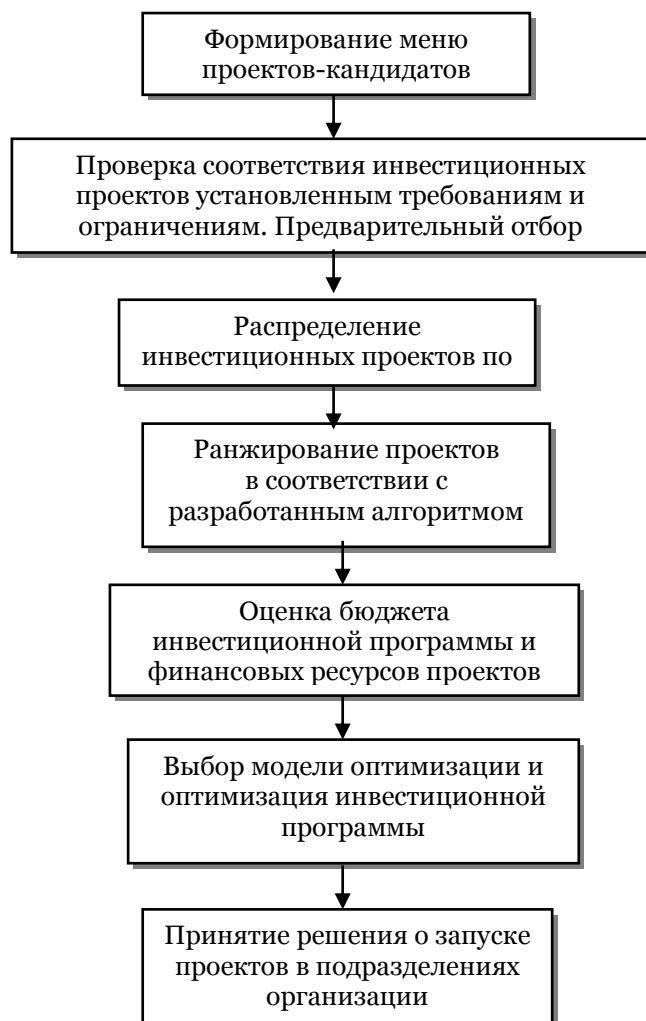 Формирование меню
проектов-кандидатов
Проверка соответствия инвестиционных
проектов установленным требованиям и
ограничениям. Предварительный отбор
Распределение
инвестиционных проектов по
Ранжирование проектов
в соответствии с
разработанным алгоритмом
Оценка бюджета
инвестиционной программы и
финансовых ресурсов проектов
Выбор модели оптимизации и
оптимизация инвестиционной
программы
Принятие решения о запуске
проектов в подразделениях
организации